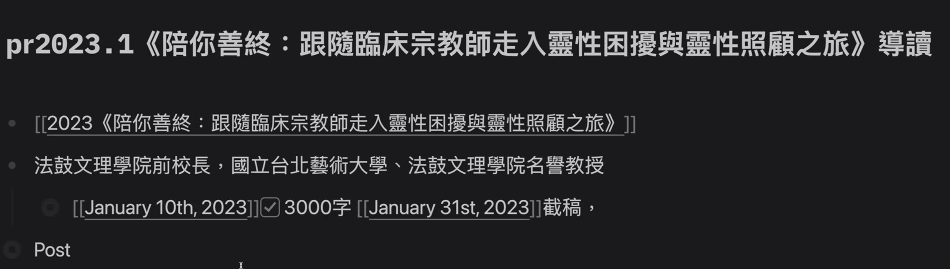 pr2023.1《陪你善終：跟隨臨床宗教師走入靈性困擾與靈性照顧之旅》導讀
[[2023《陪你善終：跟隨臨床宗教師走入靈性困擾與靈性照顧之旅》]]
法鼓文理學院前校長，國立台北藝術大學、法鼓文理學院名譽教授
[[January 10th, 2023]]☑3000字 [[January 31st, 2023]]截稿，
Post